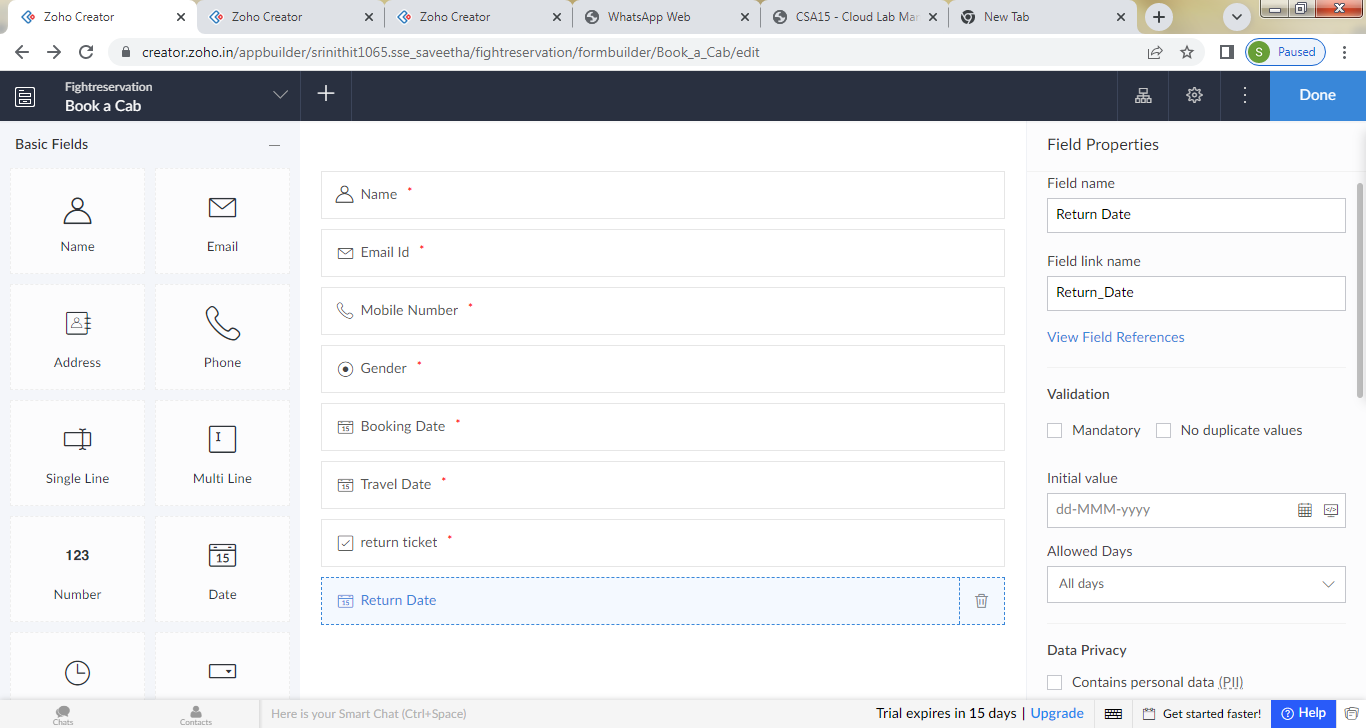 Zoho Creator
Zoho Creator
Zoho Creator
WhatsApp Web
CSA15 - Cloud Lab Mar
New Tab
creator.zoho.in/appbuilder/srinithit1065.sse_saveetha/fightreservation/formbuilder/Book_a_Cab/edit
S
Paused
Fightreservation
Book a Cab
Done
Basic Fields
Name
Email
Address
Phone
Single Line
Multi Line
123
Number
15
Date
Name *
Email Id *
Mobile Number *
Gender *
15 Booking Date *
15 Travel Date *
return ticket *
15 Return Date
Field Properties
Field name
Return Date
Field link name
Return_Date
View Field References
Validation
Mandatory
No duplicate values
Initial value
dd-MMM-yyyy
Allowed Days
All days
Data Privacy
Contains personal data (PII)
Chats
Contacts
Here is your Smart Chat (Ctrl+Space)
Trial expires in 15 days | Upgrade
Get started faster!
Help